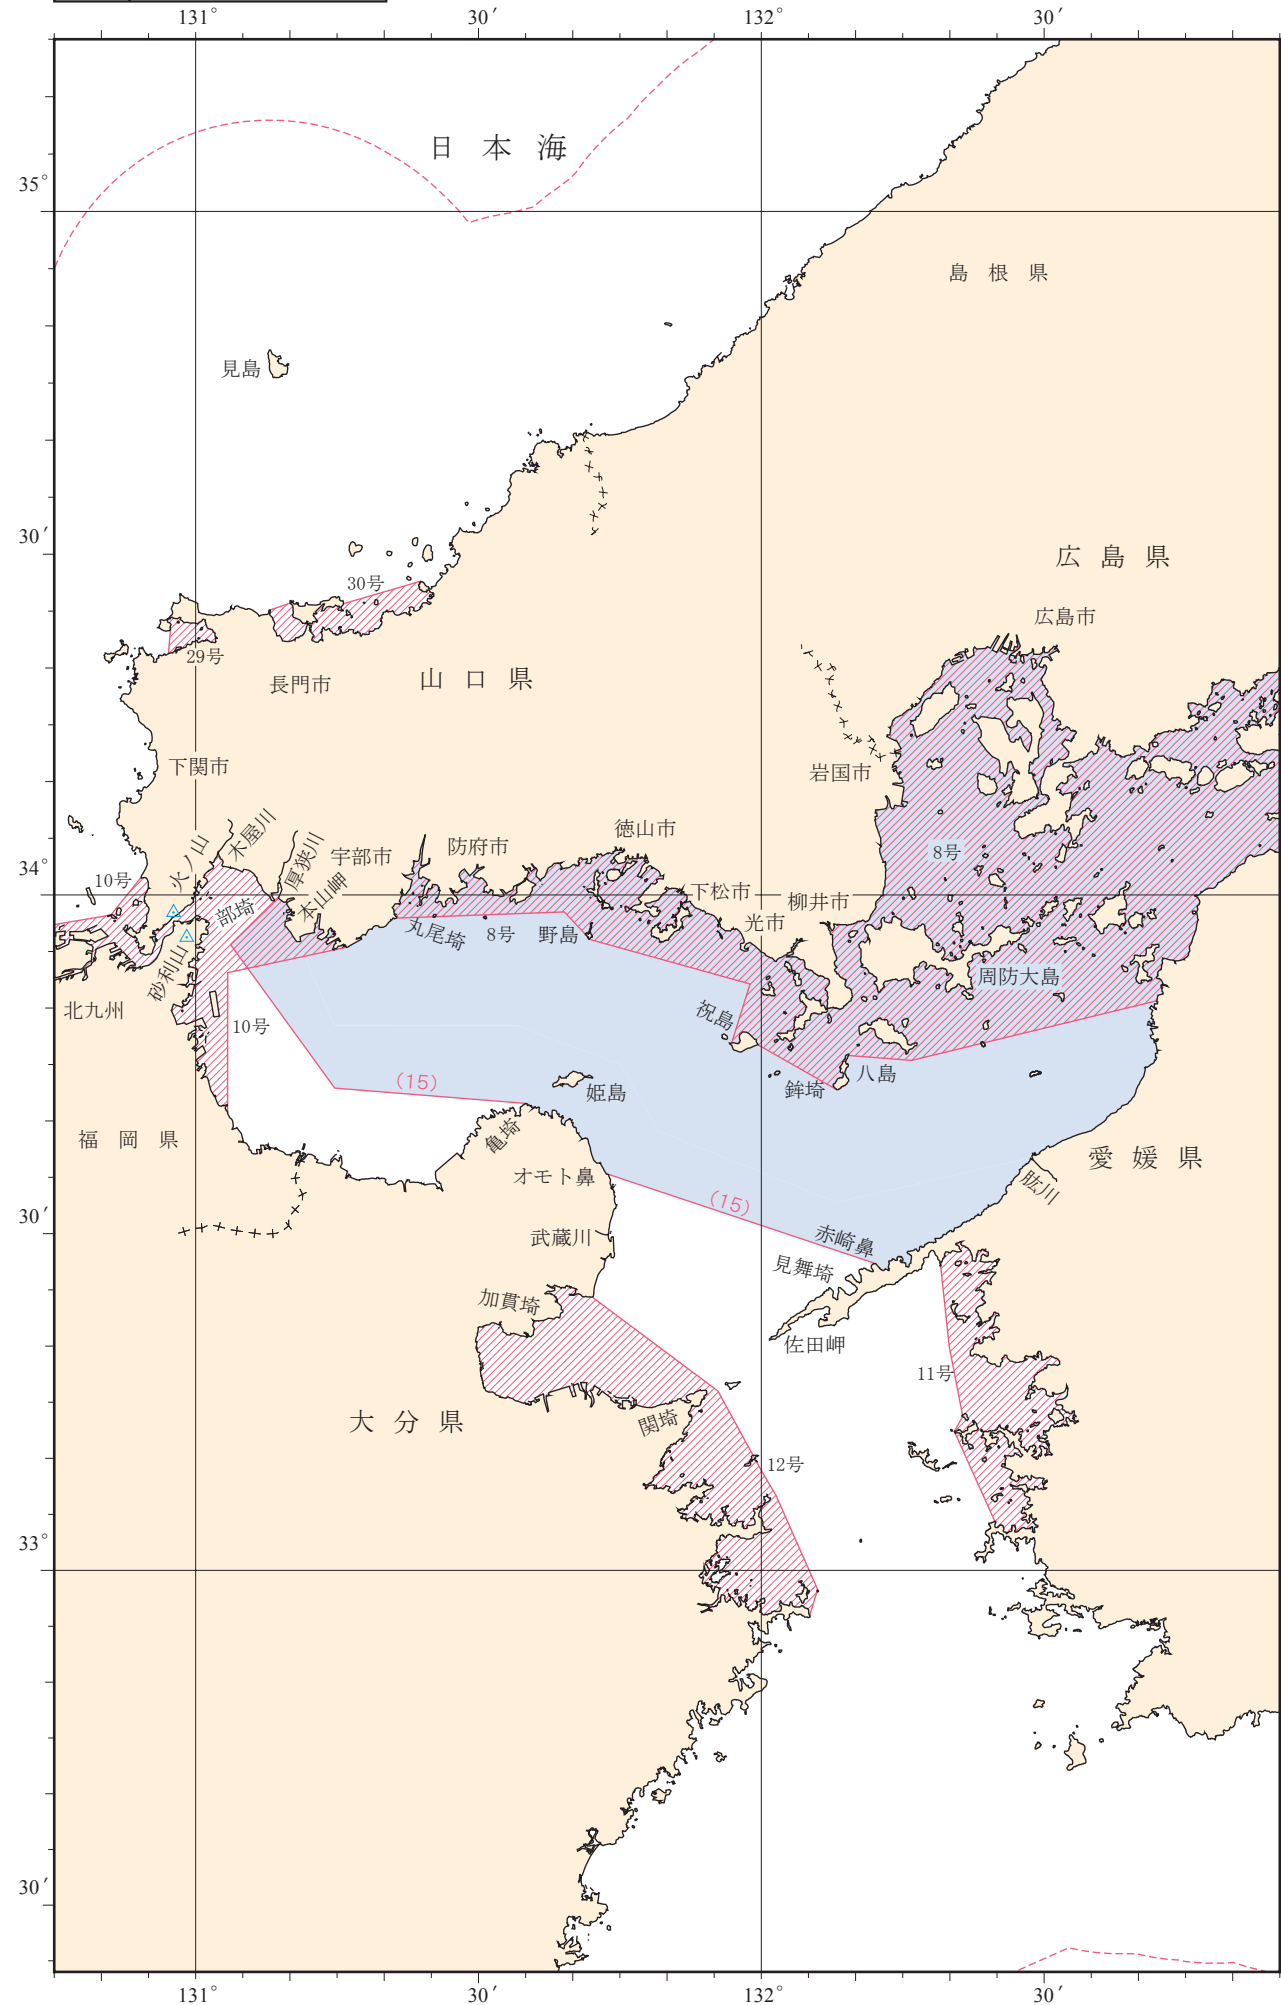 131°
30′
132°
30′
日本海
35°
島根県
見島
30′
広島県
30号
広島市
29号
山口県
長門市
下関市
岩国市
木屋川
徳山市
火ノ山
厚狭川
宇部市
防府市
8号
34°
10号
下松市
本山岬
柳井市
部埼
光市
丸尾埼
8号
野島
砂利山
周防大島
北九州
祝島
10号
八島
(15)
鉾埼
姫島
福岡県
亀埼
愛媛県
オモト鼻
肱川
(15)
30′
武蔵川
赤崎鼻
見舞埼
加貫埼
佐田岬
11号
大分県
関埼
12号
33°
30′
131°
30′
132°
30′